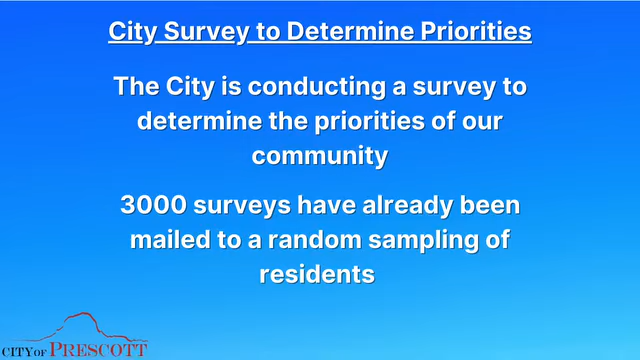 City Survey to Determine Priorities
The City is conducting a survey to
determine the priorities of our
community
3000 surveys have already been
mailed to a random sampling of
residents
CITY OF PRESCOTT